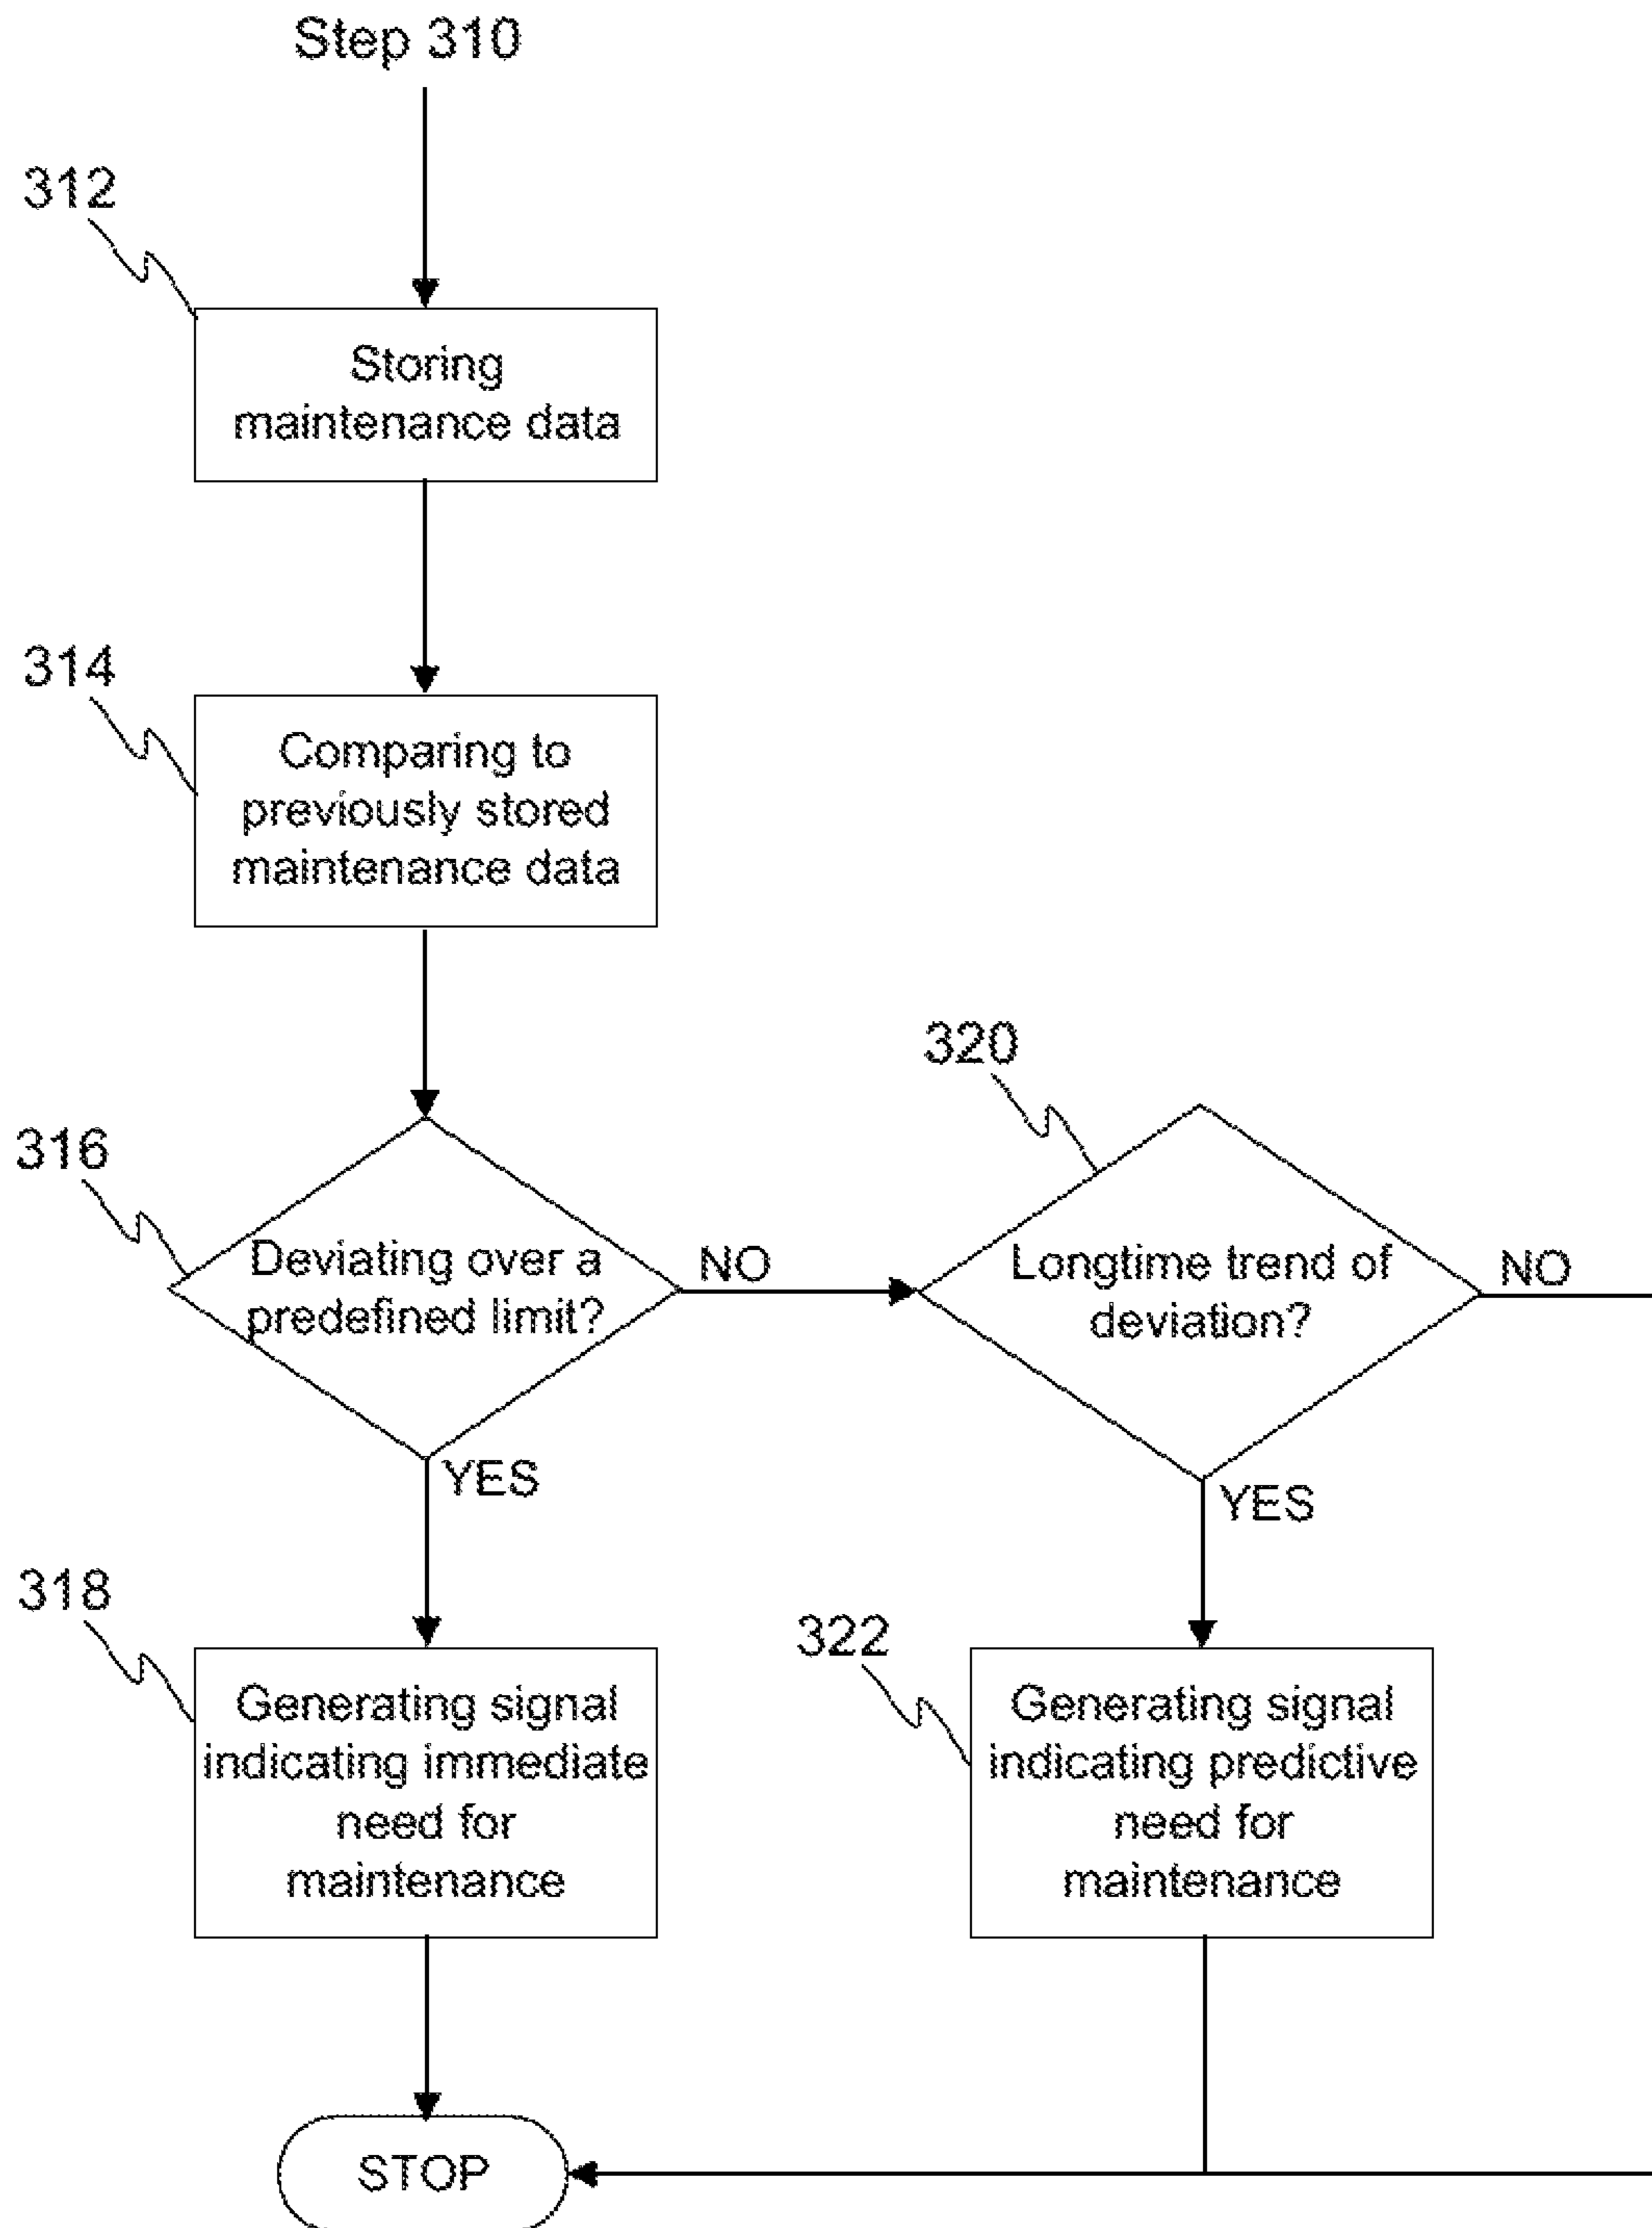 Step 310
312
Storing
maintenance data
314
Comparing to
previously stored
maintenance data
316
Deviating over a
predefined limit?
NO
YES
320
Longtime trend of
deviation?
NO
YES
318
Generating signal
indicating immediate
need for
maintenance
322
Generating signal
indicating predictive
need for
maintenance
STOP